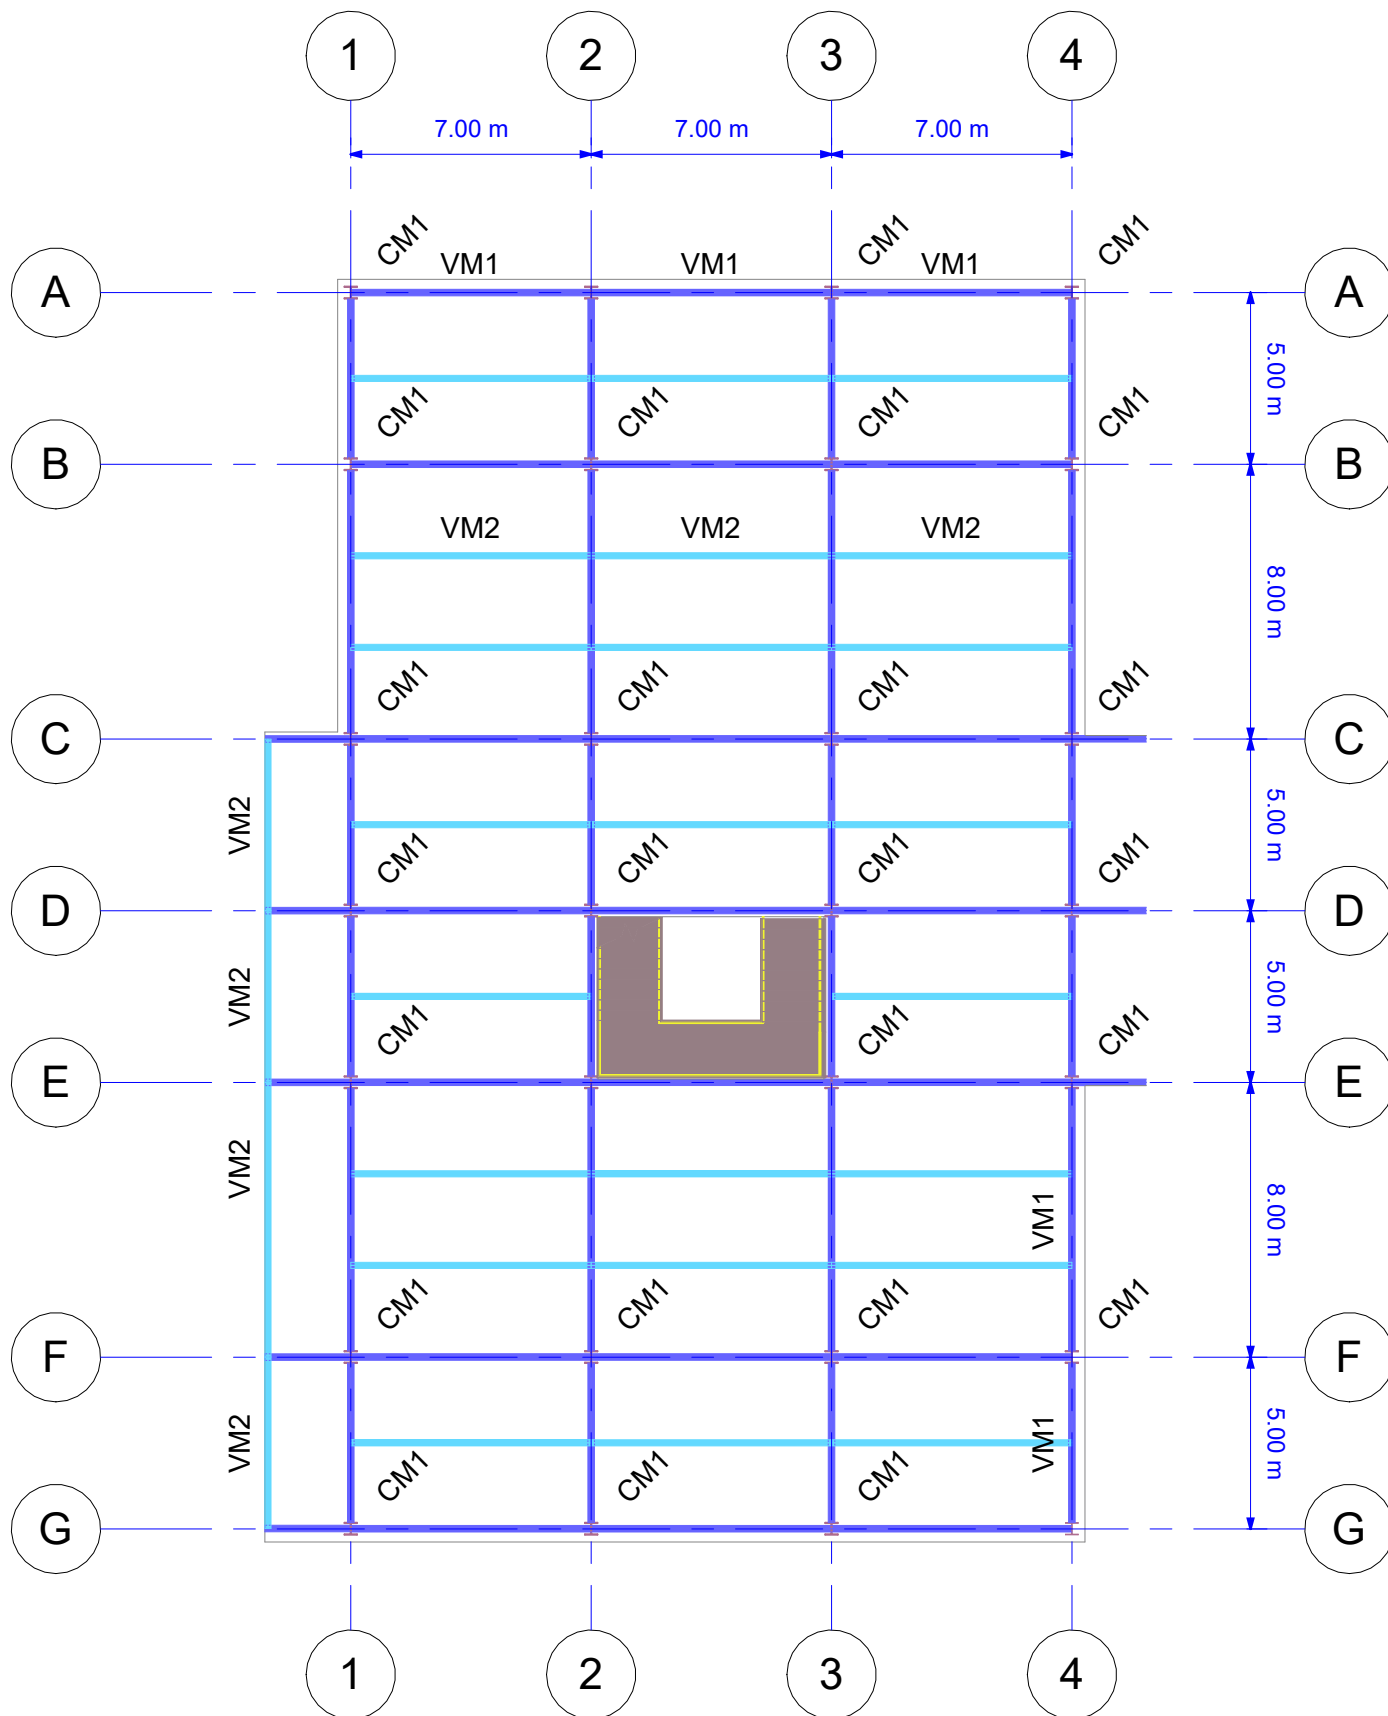 1 2 3 4
7.00 m 7.00 m 7.00 m
CM1 CM1 CM1
VM1 VM1 VM1
A A
5.00 m
CM1 CM1 CM1 CM1
B B
VM2 VM2 VM2
8.00 m
CM1 CM1 CM1 CM1
C C
VM2 5.00 m
CM1 CM1 CM1 CM1
D D
VM2 5.00 m
CM1 CM1 CM1
E E
VM2 VM1 8.00 m
CM1 CM1 CM1 CM1
F F
VM2 VM1 5.00 m
CM1 CM1 CM1
G G
1 2 3 4